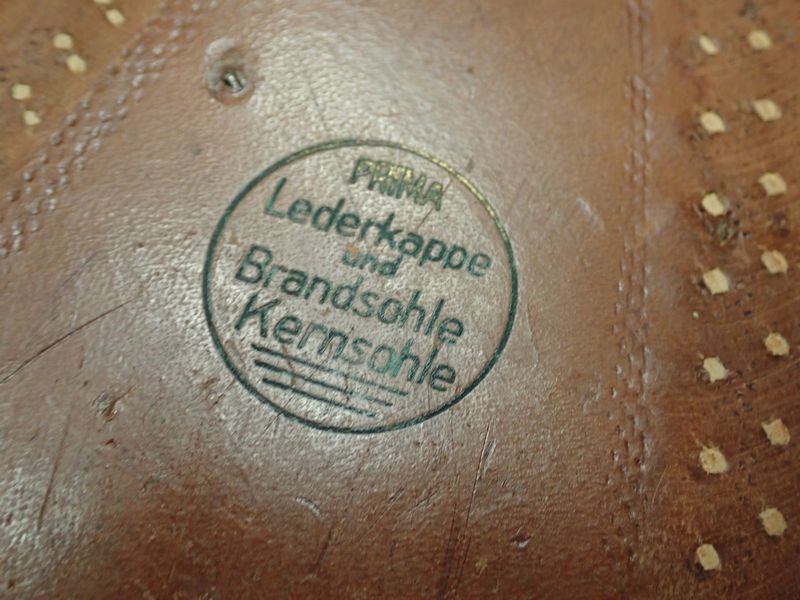 PRIMA
Lederkappe
und
Brandsohle
Kernsohle